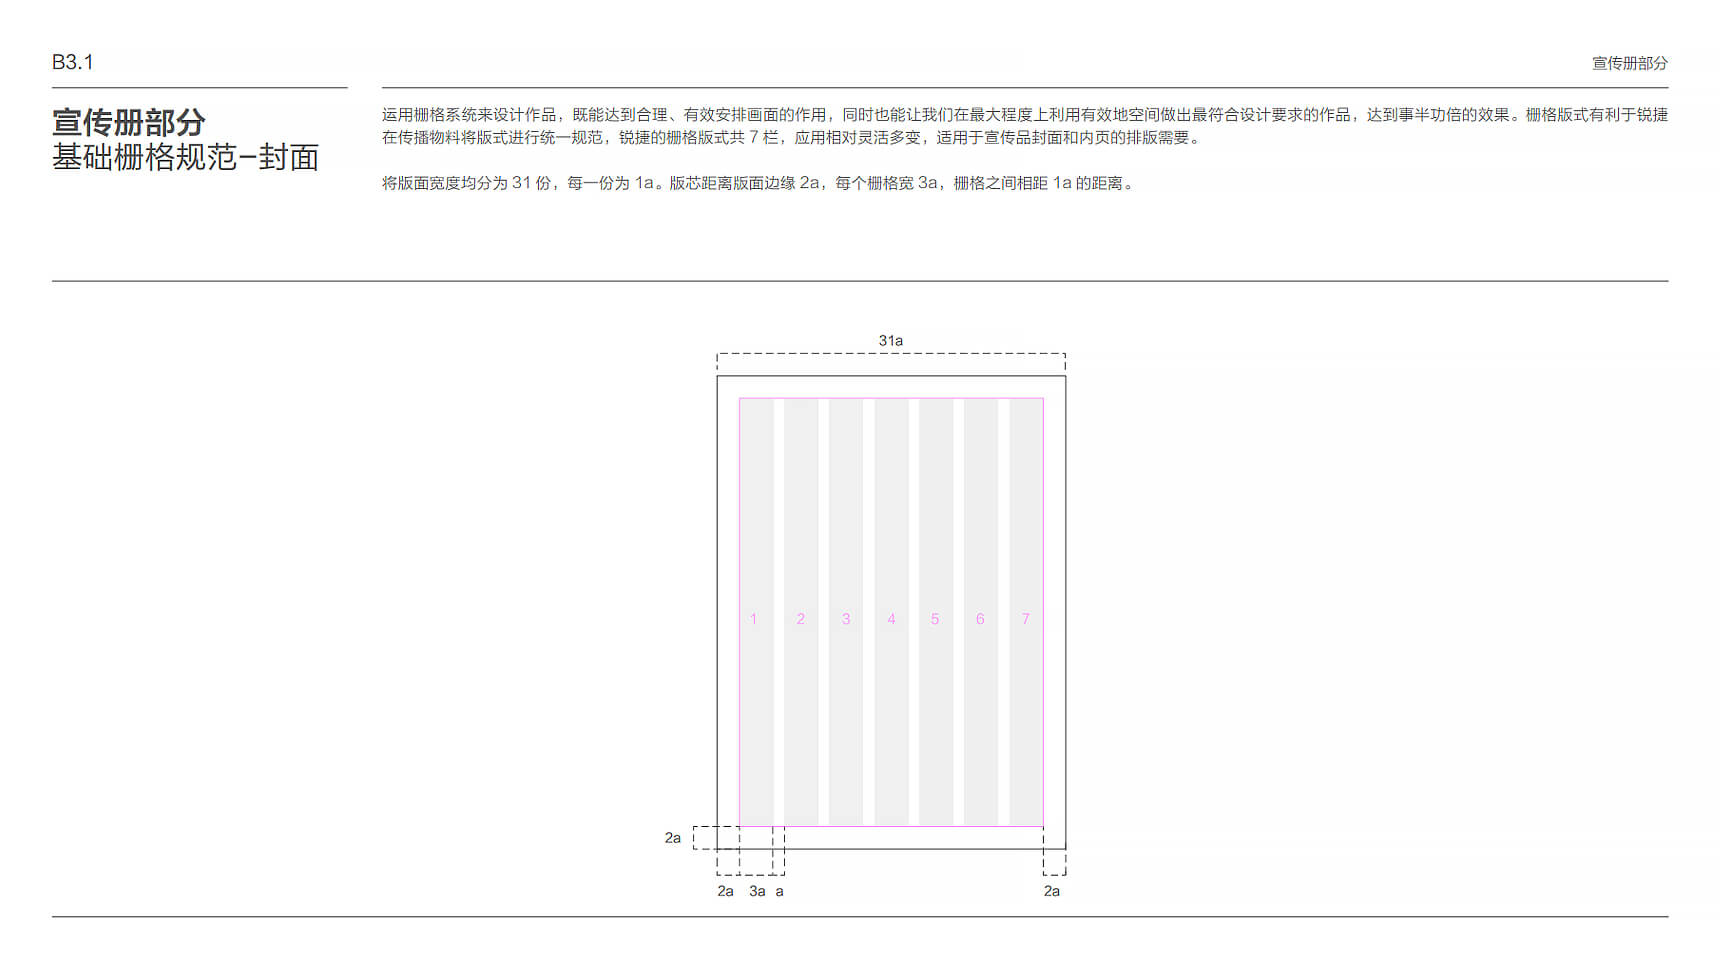 B3.1
宣传册部分
宣传册部分
基础栅格规范–封面
运用栅格系统来设计作品，既能达到合理、有效安排画面的作用，同时也能让我们在最大程度上利用有效地空间做出最符合设计要求的作品，达到事半功倍的效果。栅格版式有利于锐捷
在传播物料将版式进行统一规范，锐捷的栅格版式共 7 栏，应用相对灵活多变，适用于宣传品封面和内页的排版需要。
将版面宽度均分为 31 份，每一份为 1a。版芯距离版面边缘 2a，每个栅格宽 3a，栅格之间相距 1a 的距离。
31a
1 2 3 4 5 6 7
2a
2a 3a a 2a